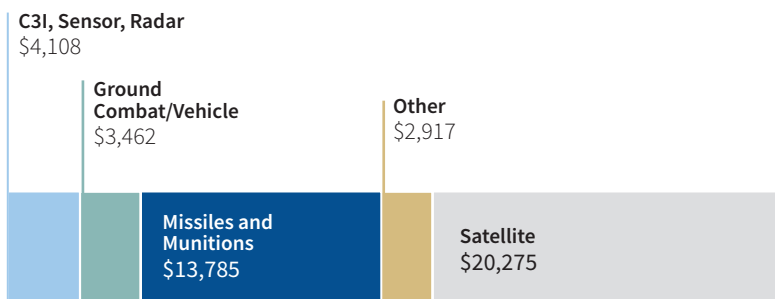 C3I, Sensor, Radar
$4,108
Ground
Combat/Vehicle
$3,462
Other
$2,917
Missiles and
Munitions
$13,785
Satellite
$20,275